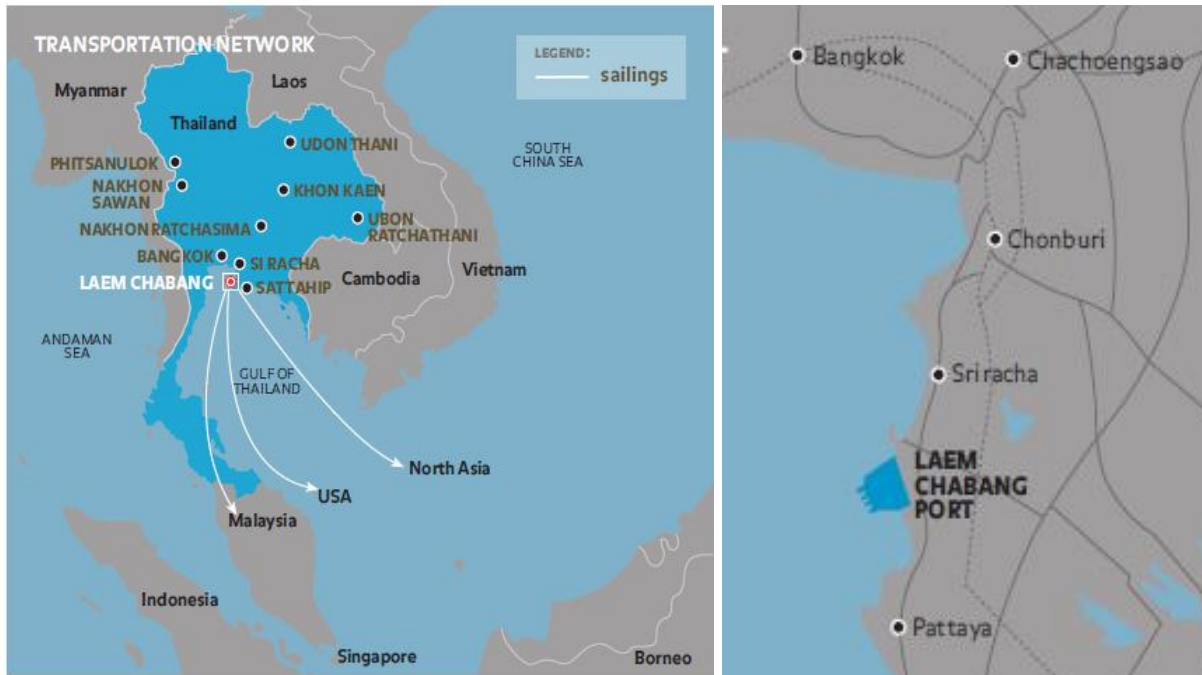 TRANSPORTATION NETWORK
LEGEND:
sailings
Myanmar
Laos
Thailand
UDON THANI
SOUTH
CHINA SEA
PHITSANULOK
NAKHON
SAWAN
KHON KAEN
NAKHON RATCHASIMA
UBON
RATCHATHANI
BANGKOK
SI RACHA
Cambodia
Vietnam
LAEM CHABANG
SATTAHIP
ANDAMAN
SEA
GULF OF
THAILAND
North Asia
USA
Malaysia
Indonesia
Singapore
Borneo
Bangkok
Chachoengsao
Chonburi
Sriracha
LAEM
CHABANG
PORT
Pattaya